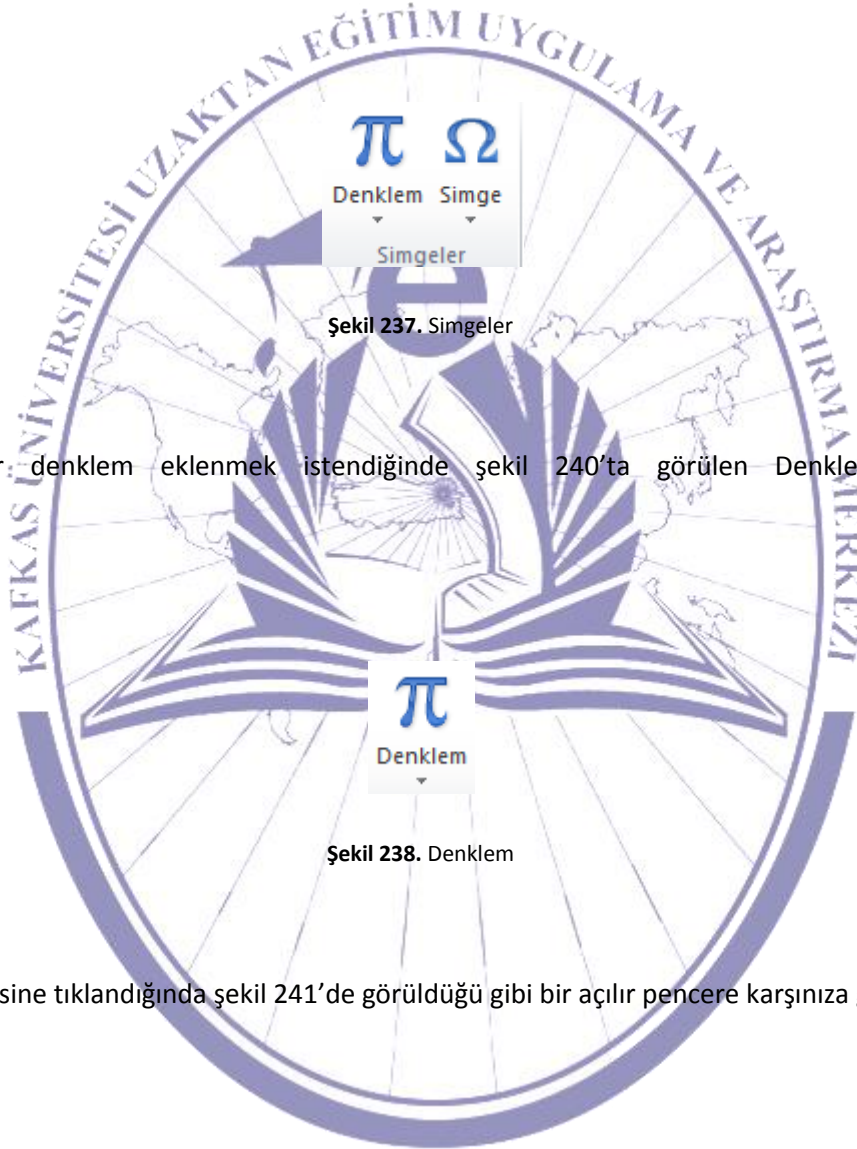 KAFKAS ÜNİVERSİTESİ UZAKTAN EĞİTİM UYGULAMA VE ARAŞTIRMA MERKEZİ
π Ω
Denklem Simge
Simgeler
Şekil 237. Simgeler
e
denklem eklenmek istendiğinde şekil 240’ta görülen
π
Denklem
Şekil 238. Denklem
tıklandığında şekil 241’de görüldüğü gibi bir açılır pencere karşınıza